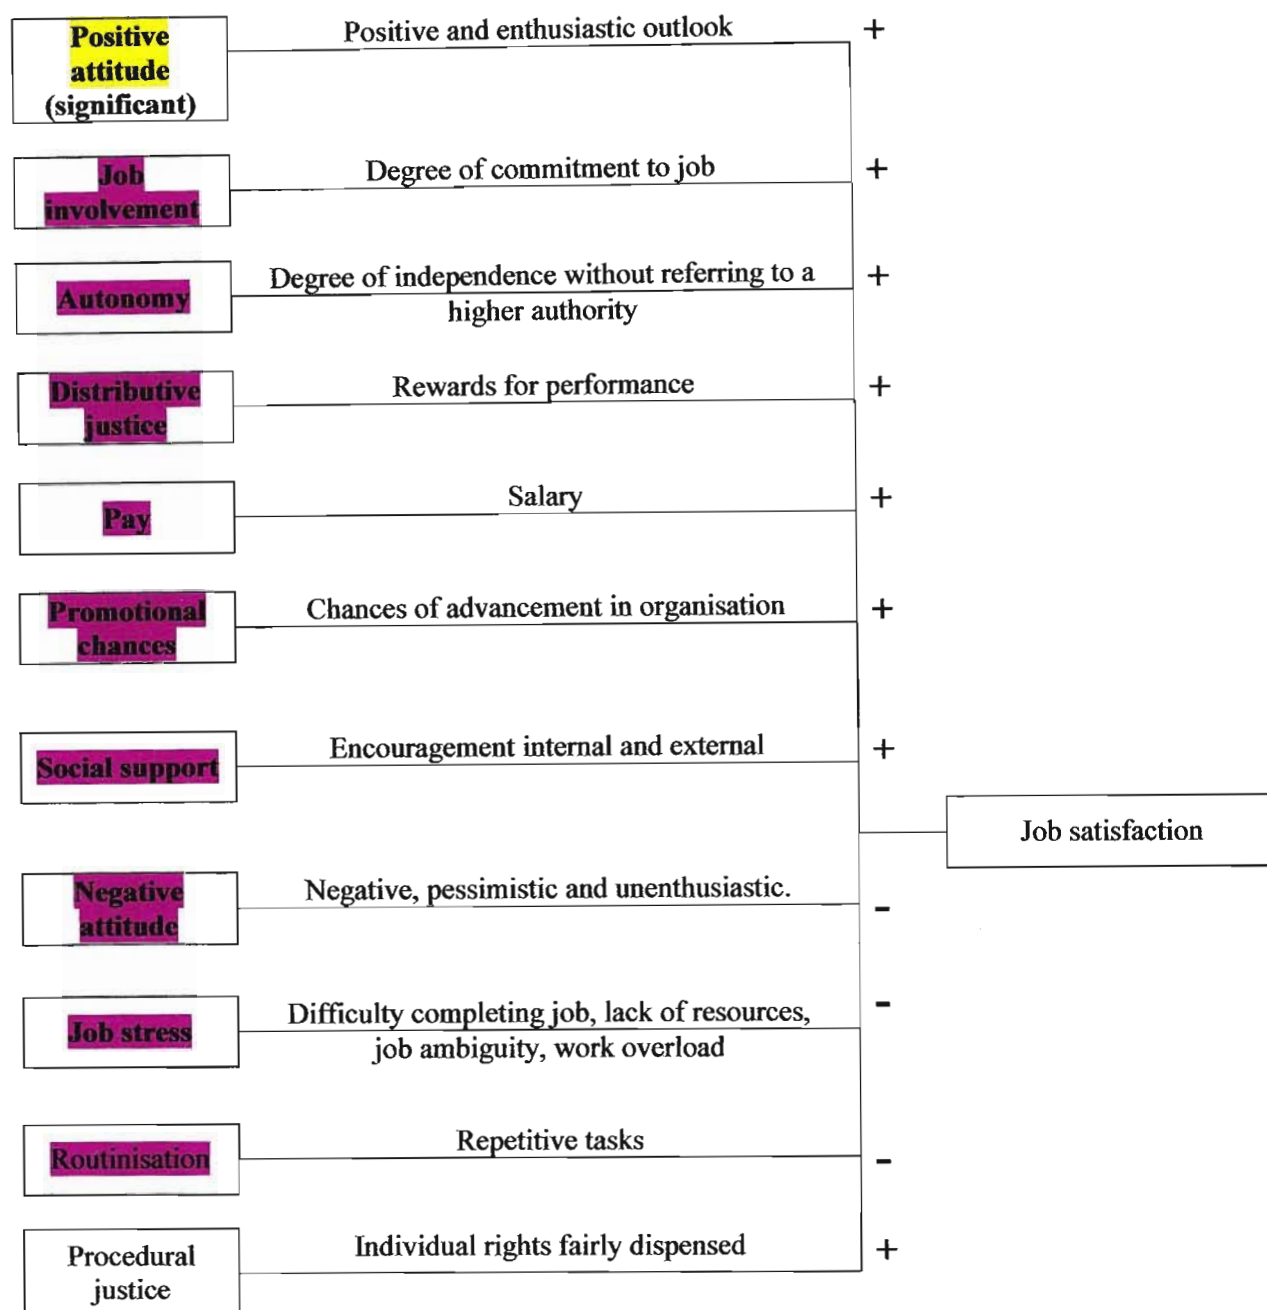 Positive
attitude
(significant)
Positive and enthusiastic outlook
+
Job
involvement
Degree of commitment to job
+
Autonomy
Degree of independence without referring to a
higher authority
+
Distributive
justice
Rewards for performance
+
Pay
Salary
+
Promotional
chances
Chances of advancement in organisation
+
Social support
Encouragement internal and external
+
Job satisfaction
Negative
attitude
Negative, pessimistic and unenthusiastic.
-
Job stress
Difficulty completing job, lack of resources,
job ambiguity, work overload
-
Routinisation
Repetitive tasks
-
Procedural
justice
Individual rights fairly dispensed
+